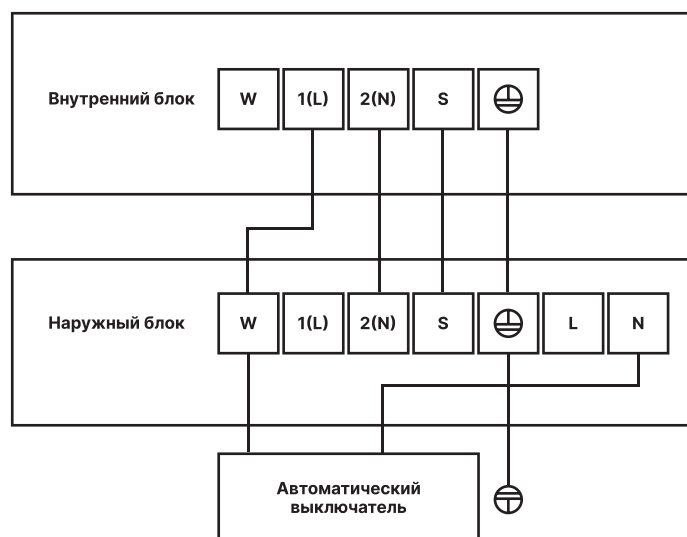 Внутренний блок W 1(L) 2(N) S
Наружный блок W 1(L) 2(N) S L N
Автоматический
выключатель